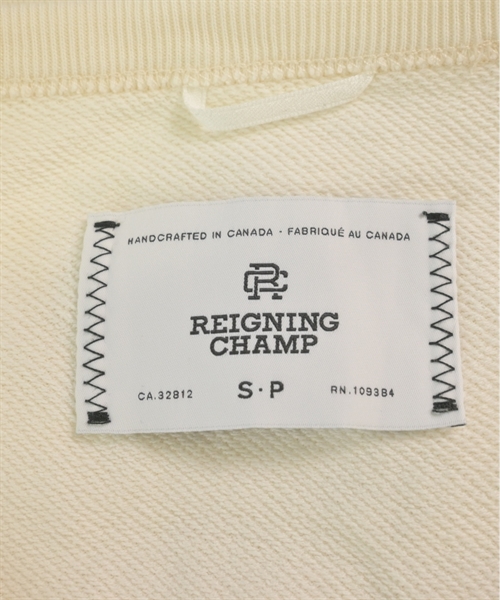 HANDCRAFTED IN CANADA · FABRIQUÉ AU CANADA
RC
REIGNING
CHAMP
CA.32812 S·P RN.109384